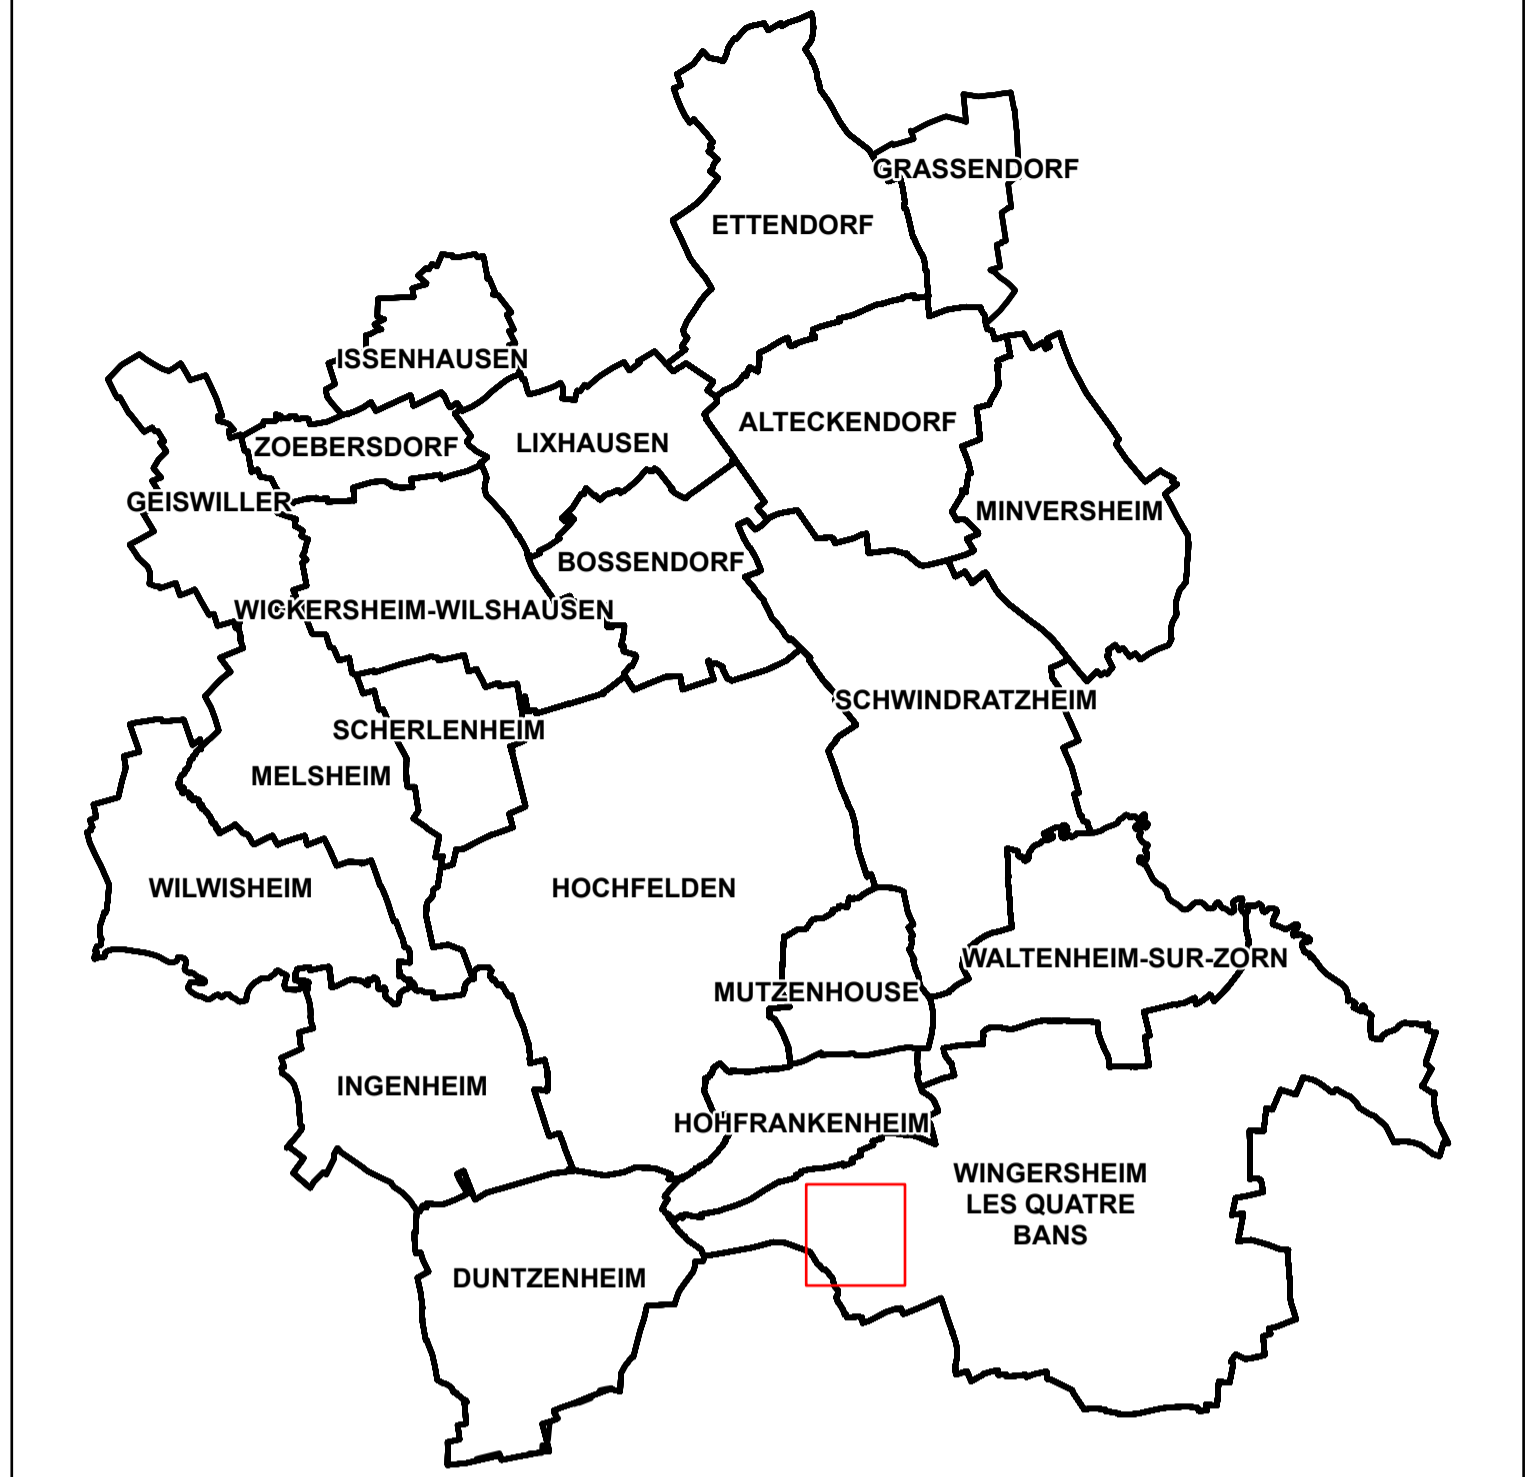 GRASSENDORF
ETTENDORF
ISSENHAUSEN
ALTECKENDORF
ZOEBERSDORF
LIXHAUSEN
GEISWILLER
MINVERSHEIM
BOSSENDORF
WICKERSHEIM-WILSHAUSEN
SCHWINDRATZHEIM
SCHERLENHEIM
MELSHEIM
WILWISHEIM
HOCHFELDEN
WALTENHEIM-SUR-ZORN
MUTZENHOUSE
INGENHEIM
HOHFRANKENHEIM
WINGERSHEIM
LES QUATRE
BANS
DUNTZENHEIM